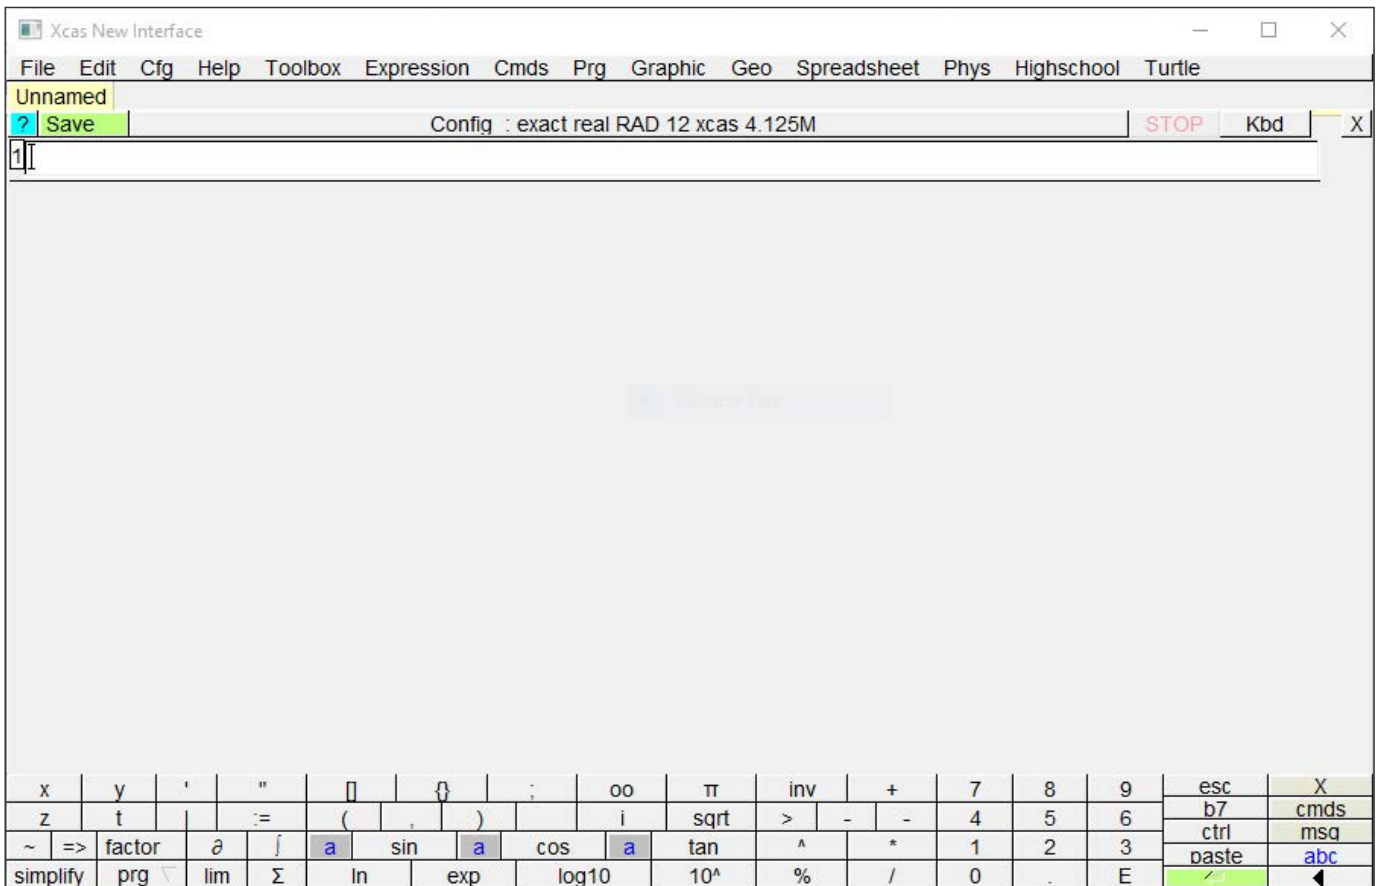 Xcas New Interface
File Edit Cfg Help Toolbox Expression Cmds Prg Graphic Geo Spreadsheet Phys Highschool Turtle
Unnamed
? Save Config : exact real RAD 12 xcas 4.125M STOP Kbd X
1
x y ' " [] {} ; oo π inv + 7 8 9 esc X
z t | := ( , ) i sqrt > - - 4 5 6 b7 cmds
~ => factor ∂ ∫ a sin a cos a tan ^ * 1 2 3 ctrl msg
simplify prg lim Σ ln exp log10 10^ % / 0 . E paste abc